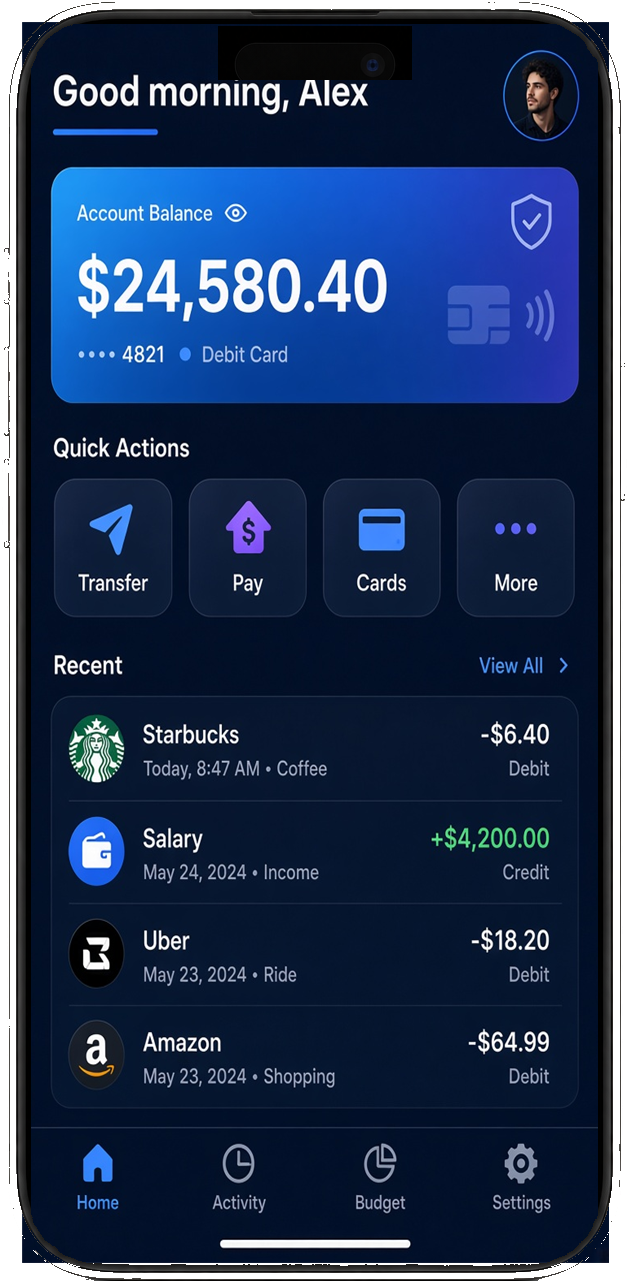 Good morning, Alex
Account Balance
$24,580.40
•••• 4821 Debit Card
Quick Actions
Transfer
Pay
Cards
More
Recent
View All
Starbucks
-$6.40
Today, 8:47 AM • Coffee
Debit
Salary
+$4,200.00
May 24, 2024 • Income
Credit
Uber
-$18.20
May 23, 2024 • Ride
Debit
a
Amazon
-$64.99
May 23, 2024 • Shopping
Debit
Home
Activity
Budget
Settings